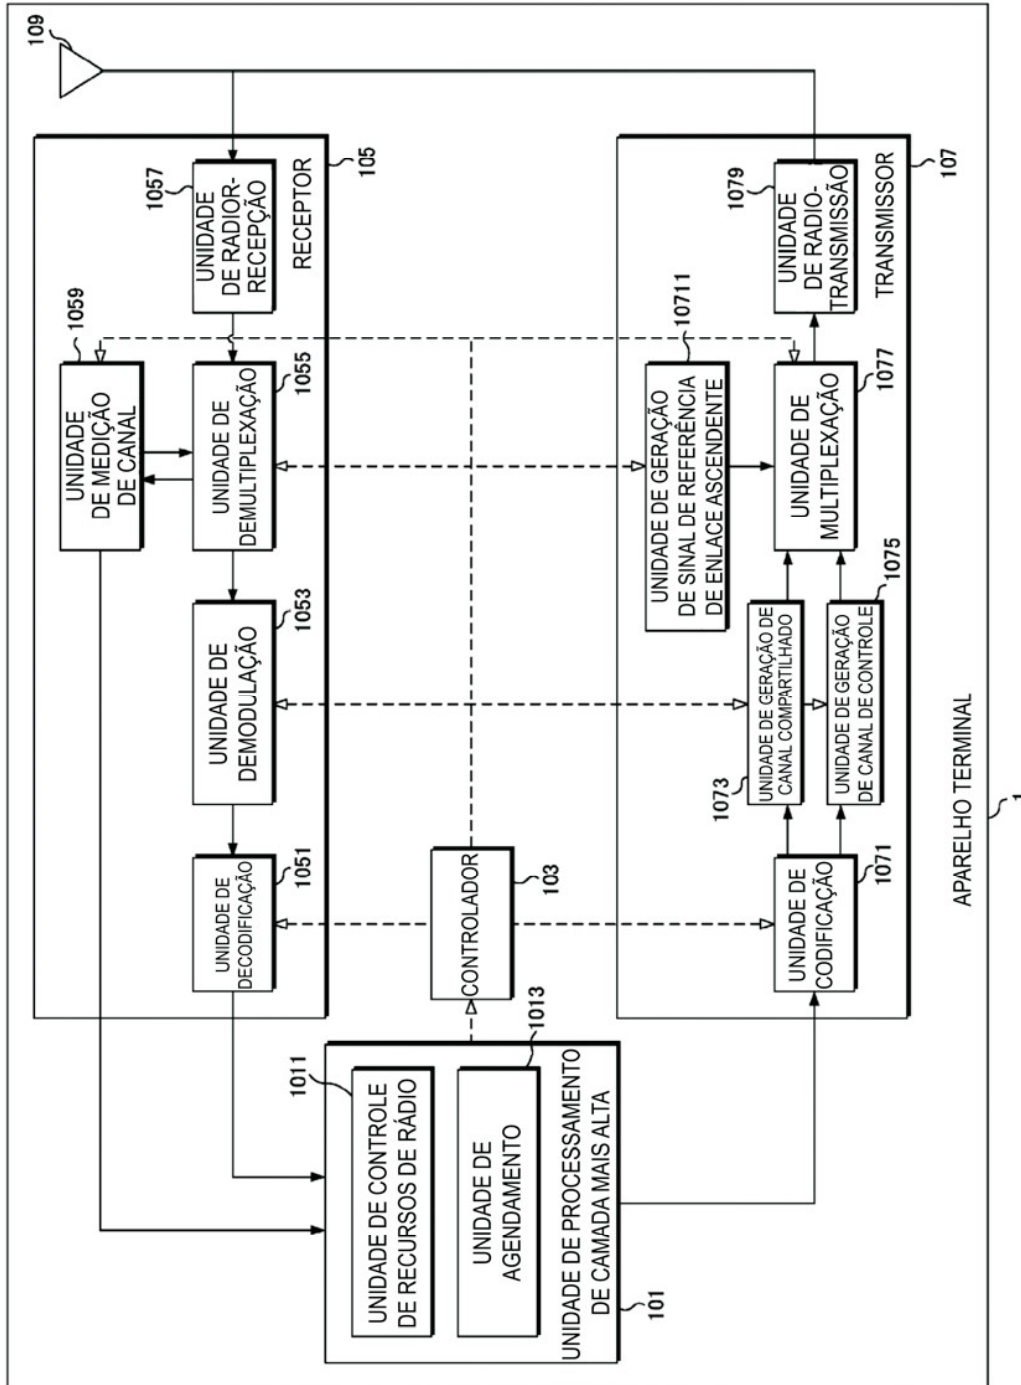 109
UNIDADE
DE RADIOR-
RECEPÇÃO
1057
RECEPTOR
105
UNIDADE
DE MEDIÇÃO
DE CANAL
1059
UNIDADE DE
DEMULTIPLEXAÇÃO
1055
UNIDADE DE
DEMODULAÇÃO
1053
UNIDADE DE
DECODIFICAÇÃO
1051
CONTROLADOR
103
UNIDADE DE CONTROLE
DE RECURSOS DE RÁDIO
1011
UNIDADE DE
AGENDAMENTO
1013
UNIDADE DE PROCESSAMENTO
DE CAMADA MAIS ALTA
101
UNIDADE
DE RADIO-
TRANSMISSÃO
1079
TRANSMISSOR
107
UNIDADE DE GERAÇÃO
DE SINAL DE REFERÊNCIA
DE ENLACE ASCENDENTE
10711
UNIDADE DE
MULTIPLEXAÇÃO
1077
UNIDADE DE GERAÇÃO DE
CANAL COMPARTILHADO
1073
UNIDADE DE GERAÇÃO
DE CANAL DE CONTROLE
1075
UNIDADE DE
CODIFICAÇÃO
1071
APARELHO TERMINAL
1